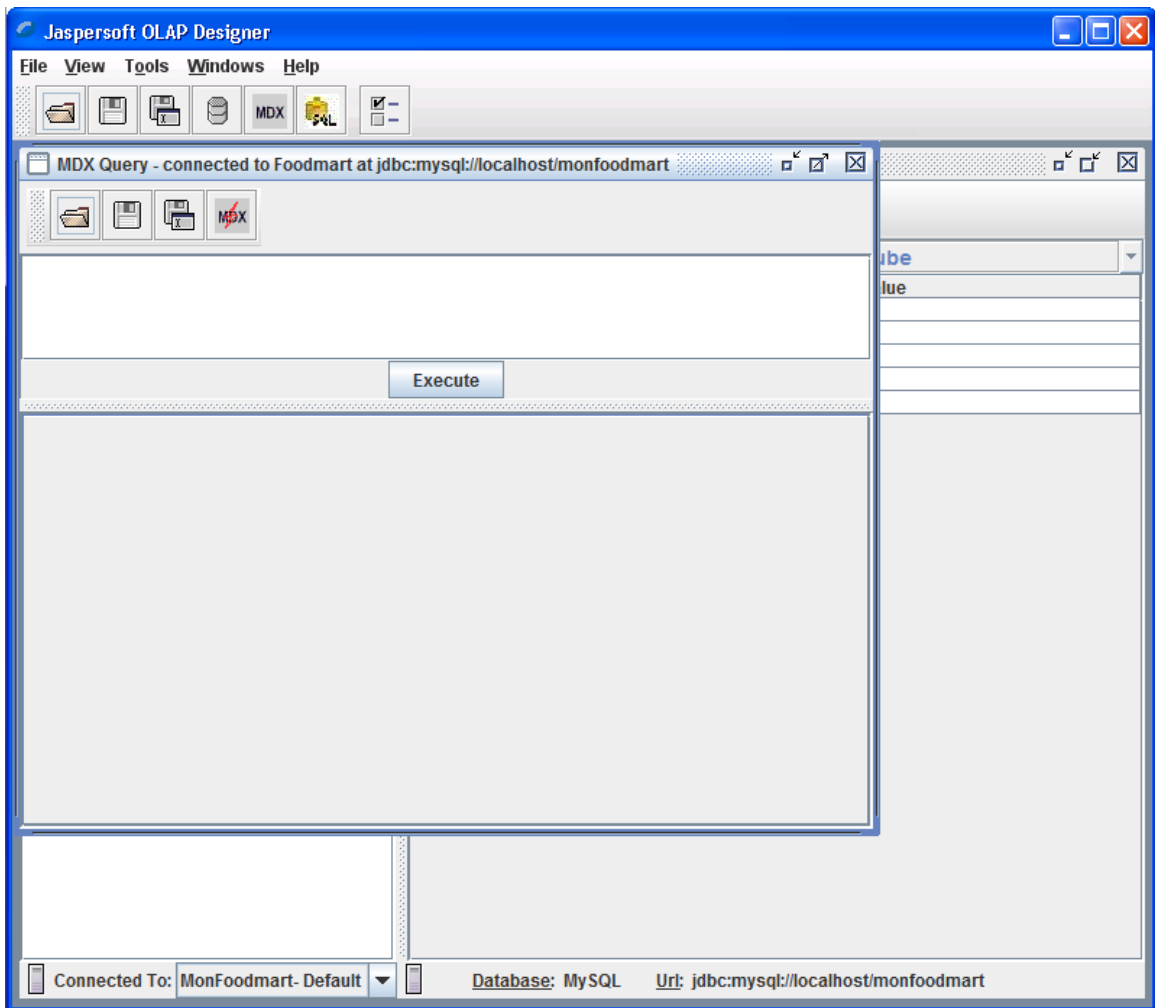 Jaspersoft OLAP Designer
File View Tools Windows Help
MDX SQL
MDX Query - connected to Foodmart at jdbc:mysql://localhost/monfoodmart
MDX
ube
lue
Execute
Connected To: MonFoodmart- Default Database: MySQL Url: jdbc:mysql://localhost/monfoodmart